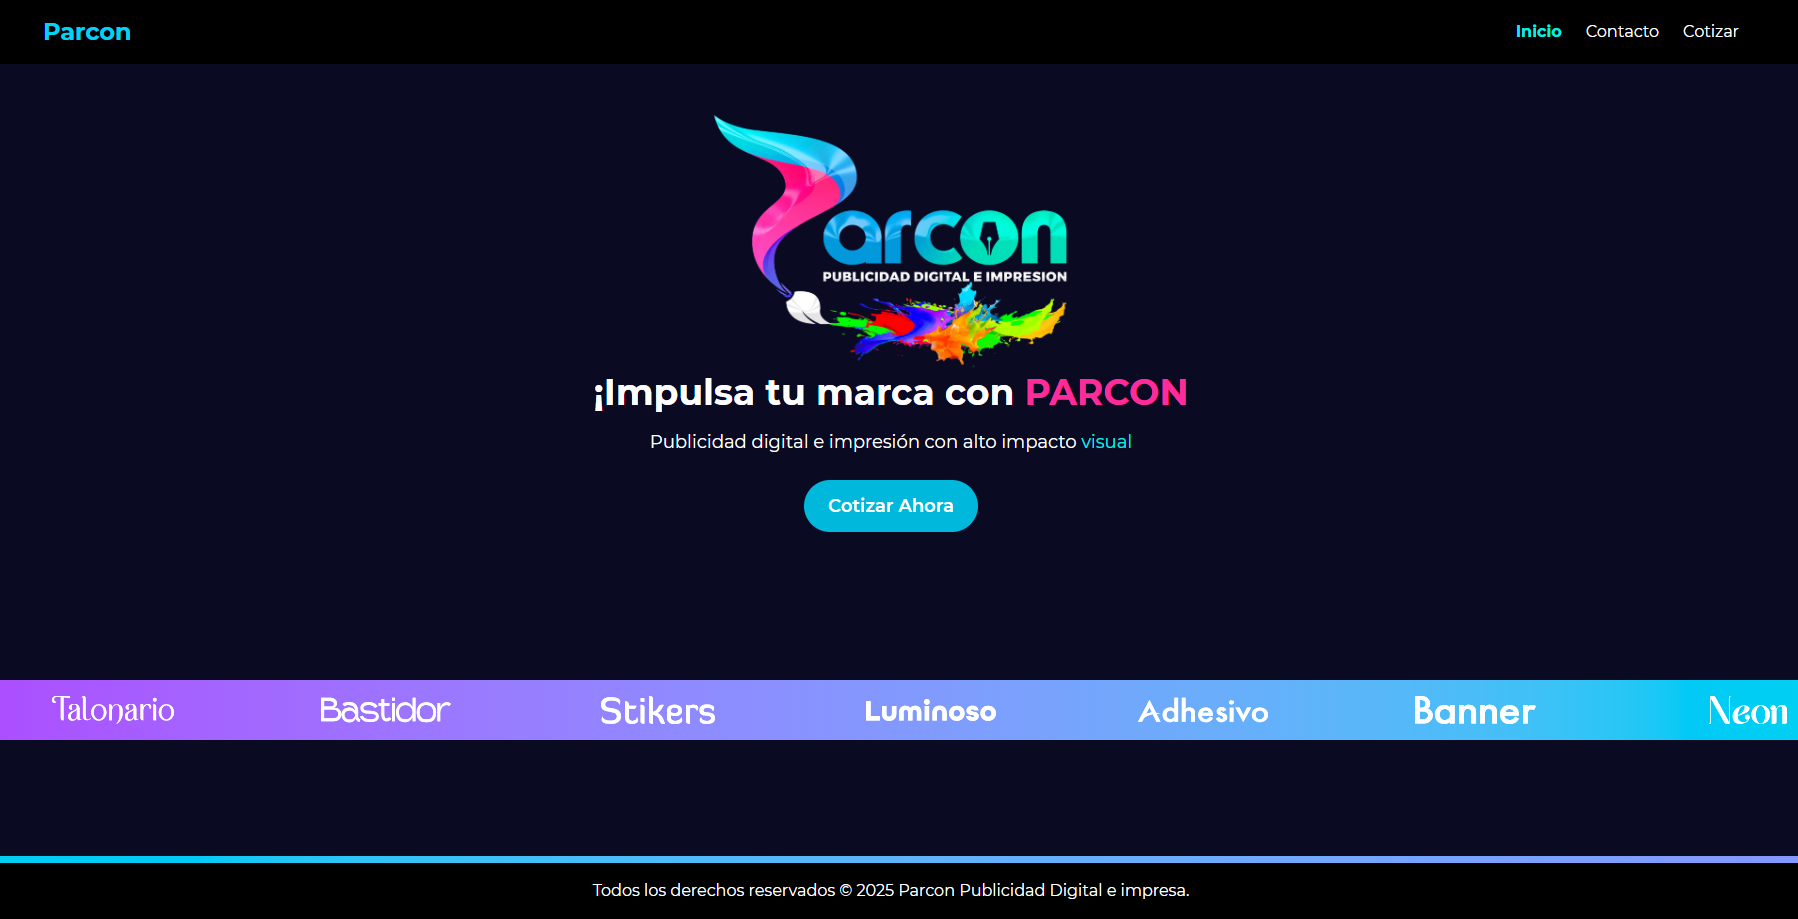 Parcon
Inicio Contacto Cotizar
Parcon
PUBLICIDAD DIGITAL E IMPRESION
¡Impulsa tu marca con PARCON
Publicidad digital e impresión con alto impacto visual
Cotizar Ahora
Talonario Bastidor Stikers Luminoso Adhesivo Banner Neon
Todos los derechos reservados © 2025 Parcon Publicidad Digital e impresa.